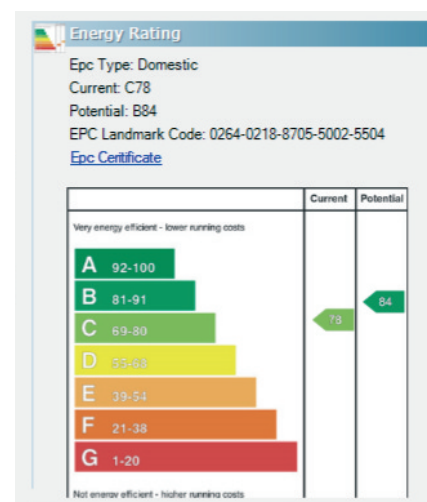 Energy Rating
Epc Type: Domestic
Current: C78
Potential: B84
EPC Landmark Code: 0264-0218-8705-5002-5504
Epc Ceritificate
Current Potential
Very energy efficient - lower running costs
A 92-100
B 81-91
84
C 69-80
78
D 55-68
E 39-54
F 21-38
G 1-20
Not energy efficient - higher running costs